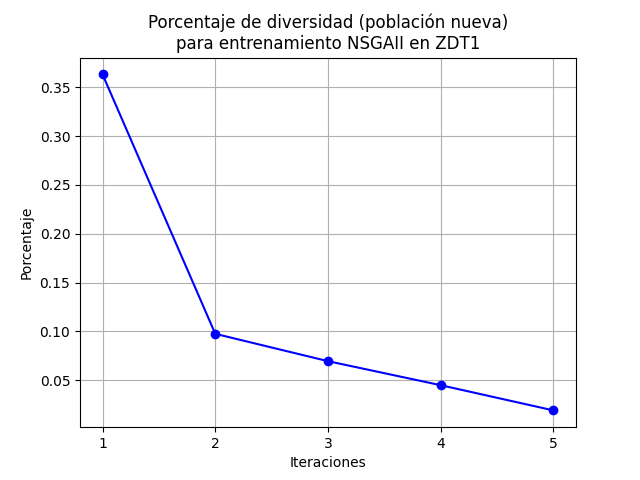 Porcentaje de diversidad (población nueva)
para entrenamiento NSGAII en ZDT1
Porcentaje
0.35
0.30
0.25
0.20
0.15
0.10
0.05
1 2 3 4 5
Iteraciones